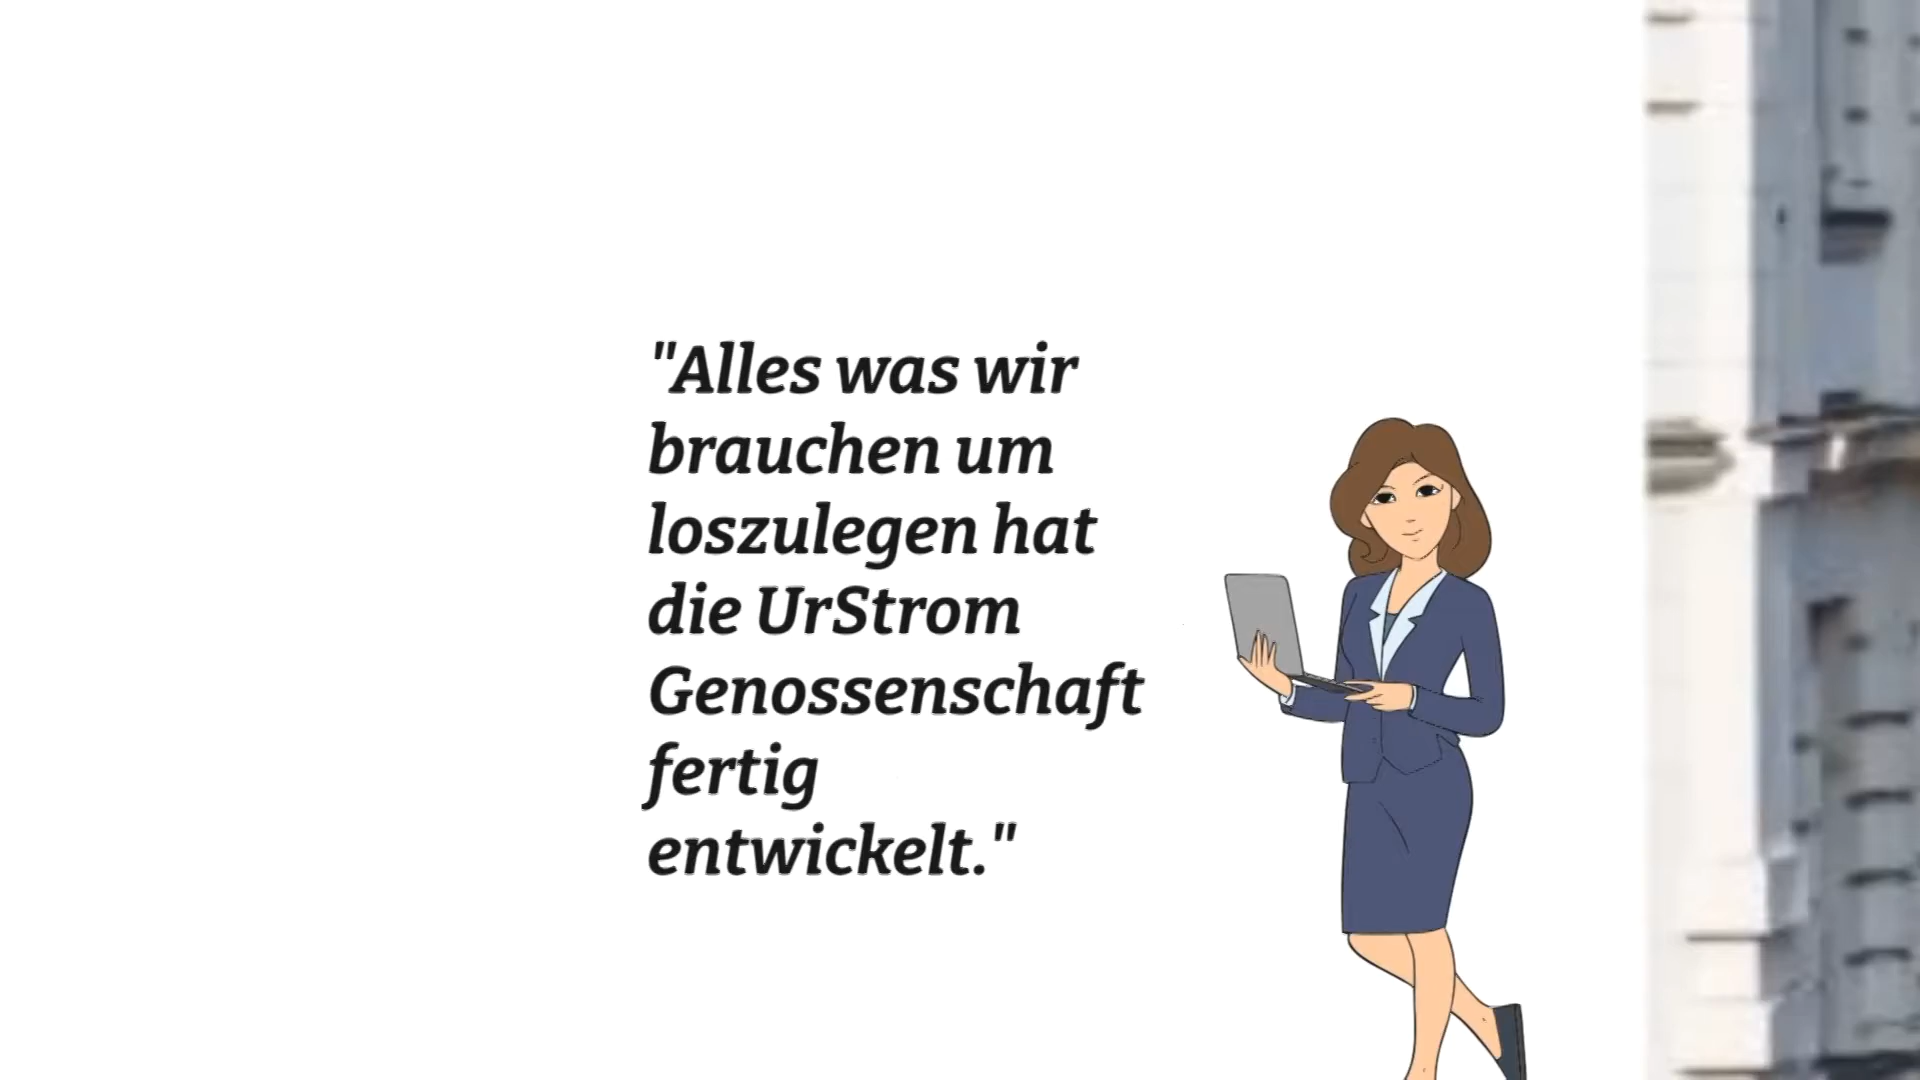 "Alles was wir
brauchen um
loszulegen hat
die UrStrom
Genossenschaft
fertig
entwickelt."